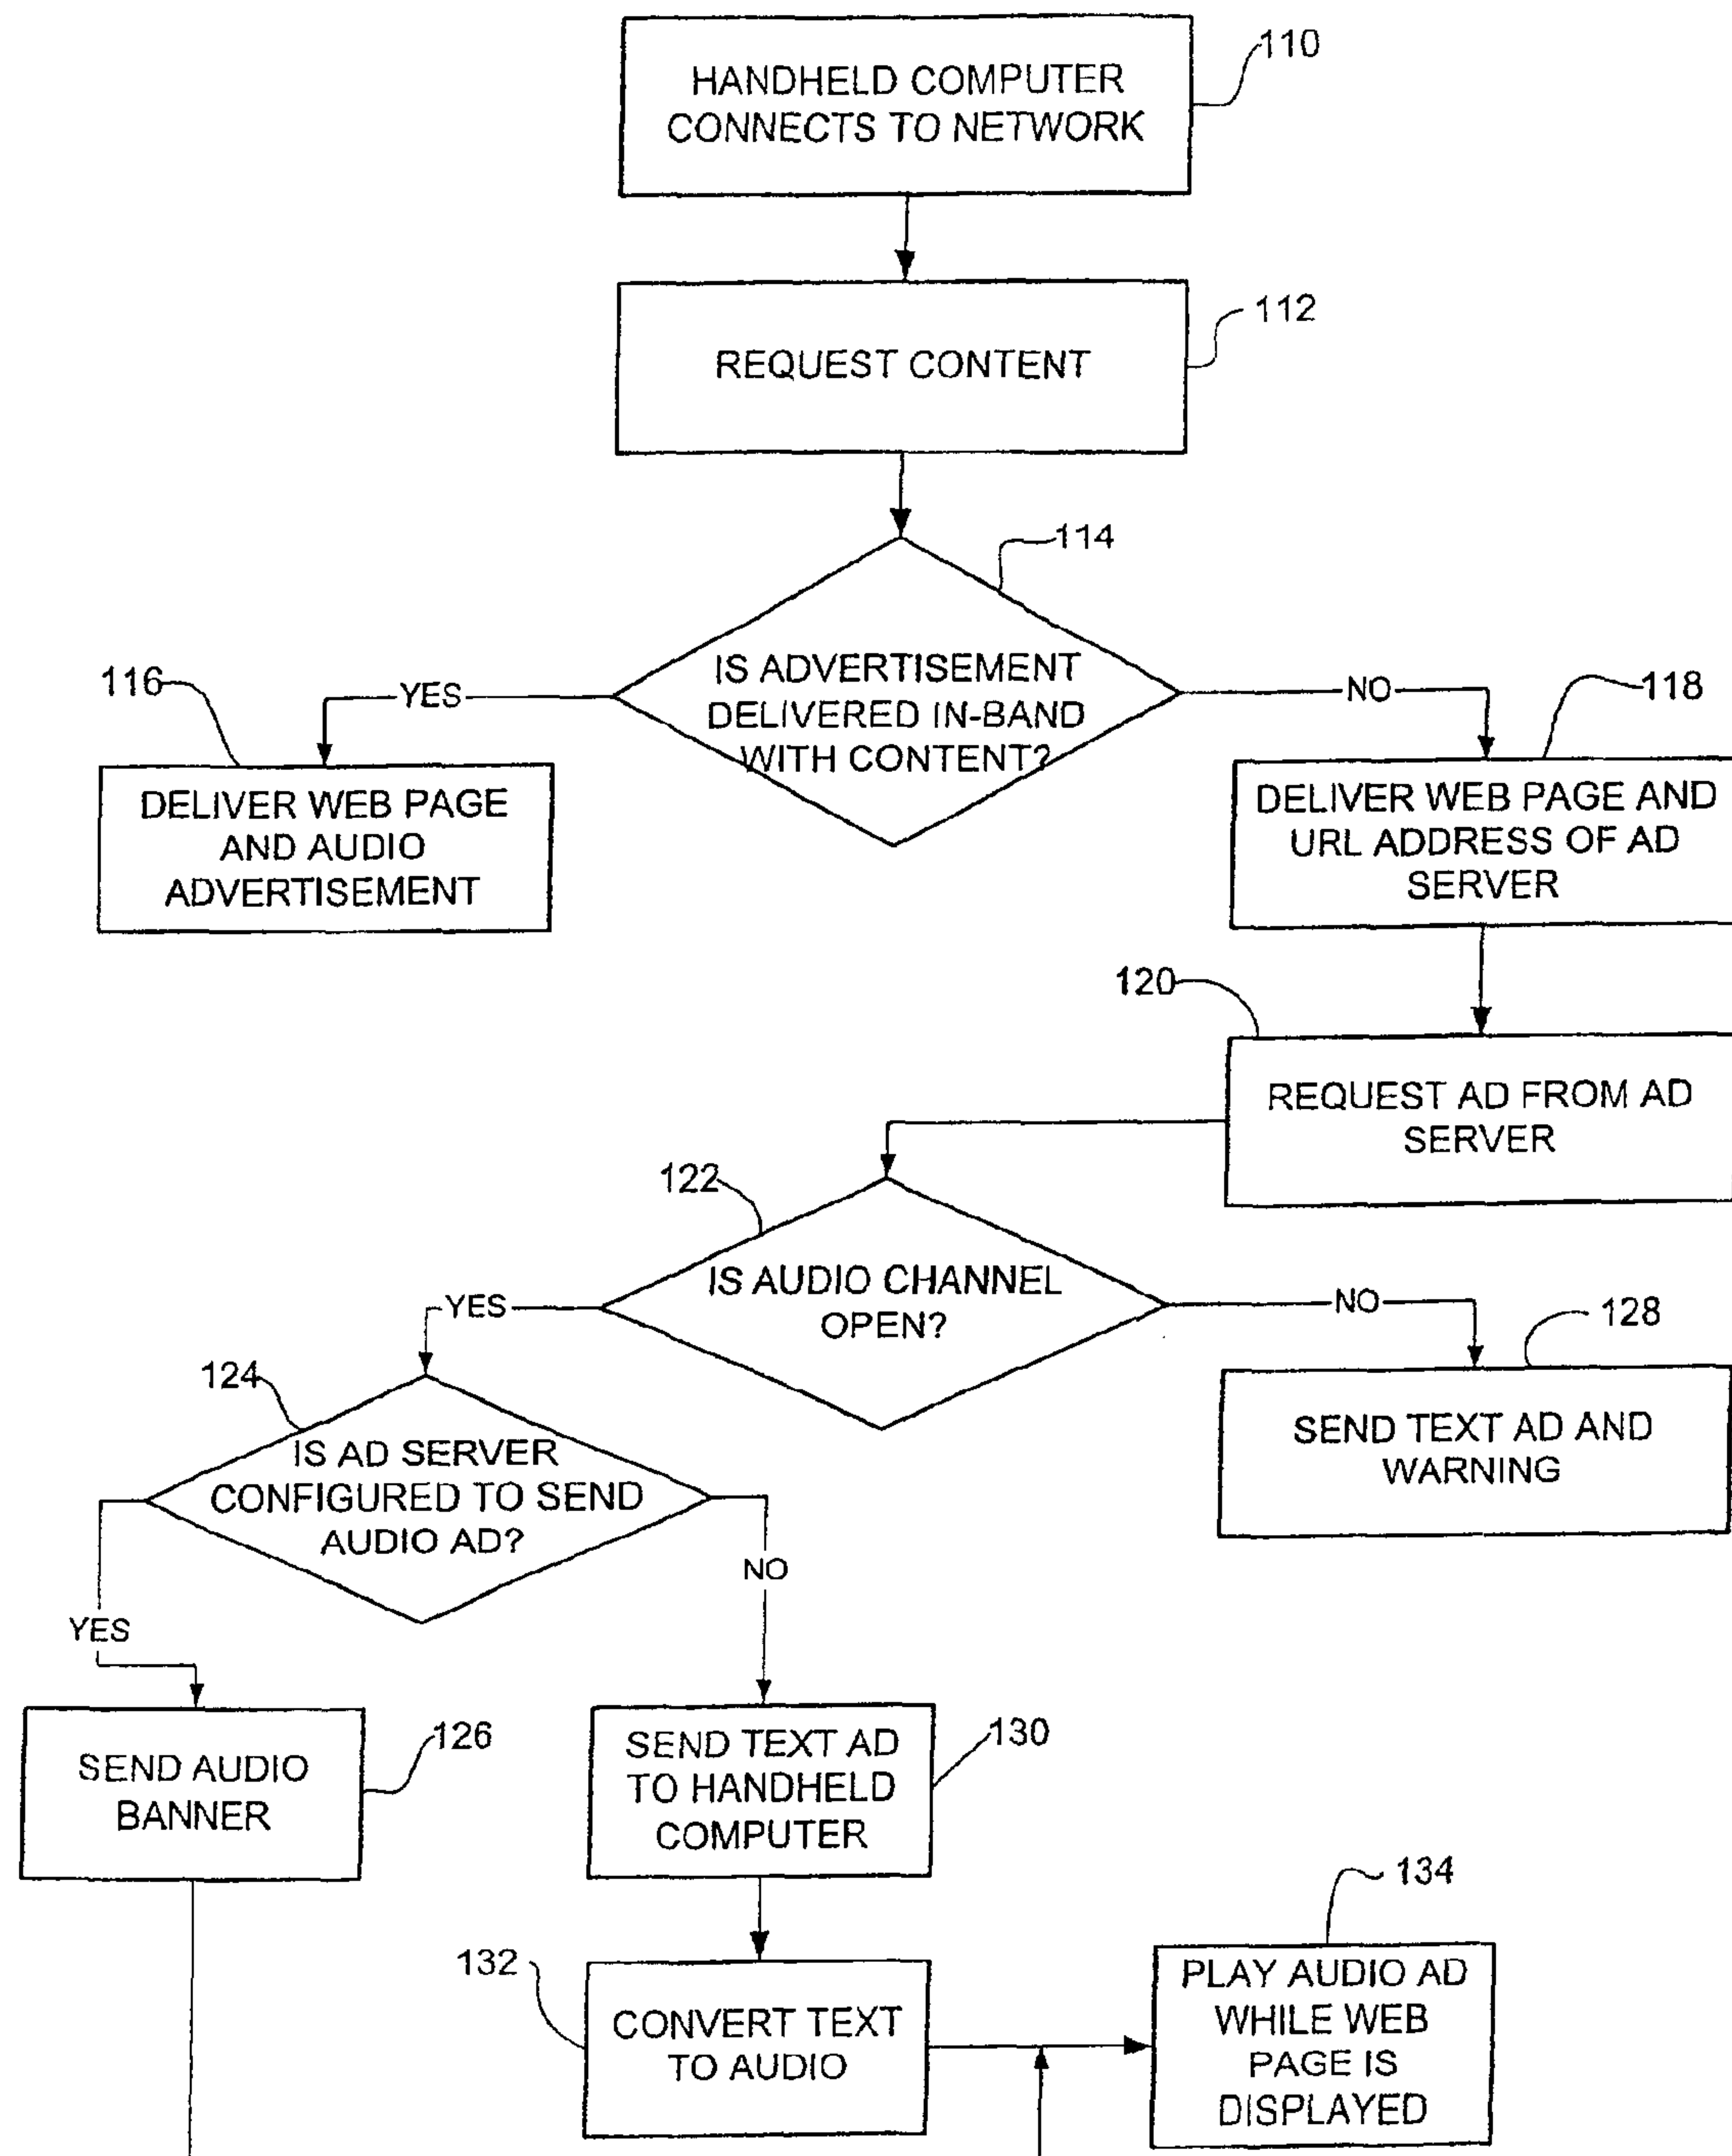 HANDHELD COMPUTER
CONNECTS TO NETWORK
110
REQUEST CONTENT
112
114
IS ADVERTISEMENT
DELIVERED IN-BAND
WITH CONTENT?
YES
NO
116
DELIVER WEB PAGE
AND AUDIO
ADVERTISEMENT
118
DELIVER WEB PAGE AND
URL ADDRESS OF AD
SERVER
120
REQUEST AD FROM AD
SERVER
122
IS AUDIO CHANNEL
OPEN?
YES
NO
128
SEND TEXT AD AND
WARNING
124
IS AD SERVER
CONFIGURED TO SEND
AUDIO AD?
YES
NO
SEND AUDIO
BANNER
126
SEND TEXT AD
TO HANDHELD
COMPUTER
130
132
CONVERT TEXT
TO AUDIO
134
PLAY AUDIO AD
WHILE WEB
PAGE IS
DISPLAYED